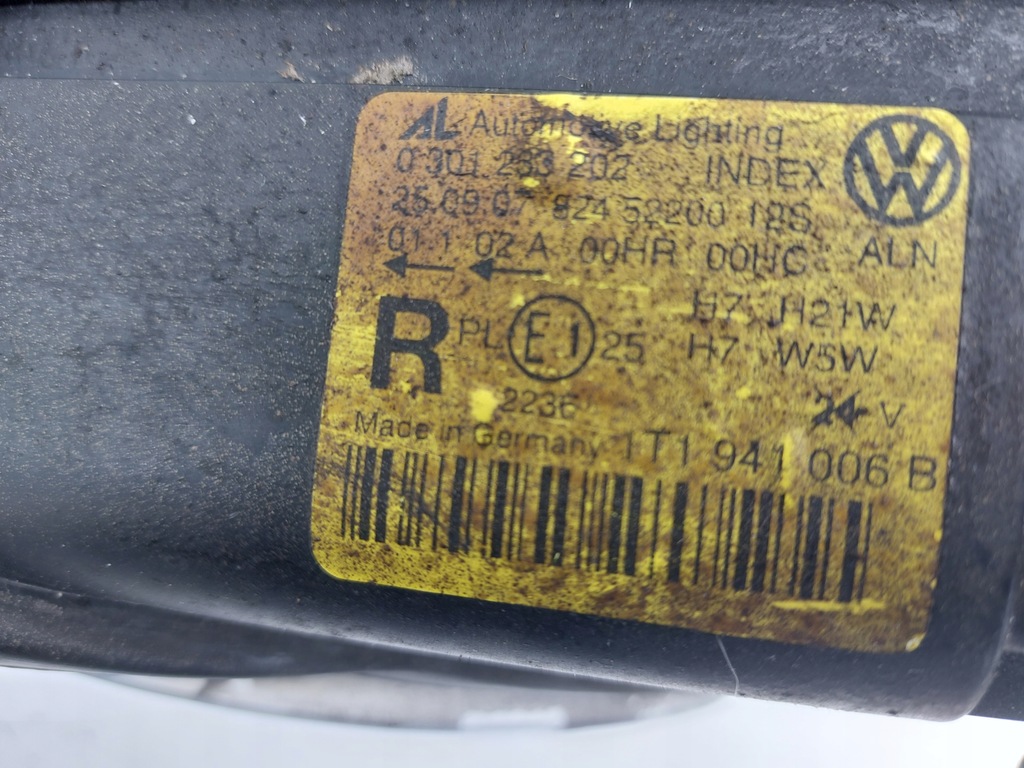 AL Automotive Lighting
0 301 233 202 INDEX
25 09 07 824 52200 12S
01 1 02 A 00HR 00HC ALN
H7 H21W
R PL E1 25 H7 W5W
2236
24 V
Made in Germany 1T1 941 006 B